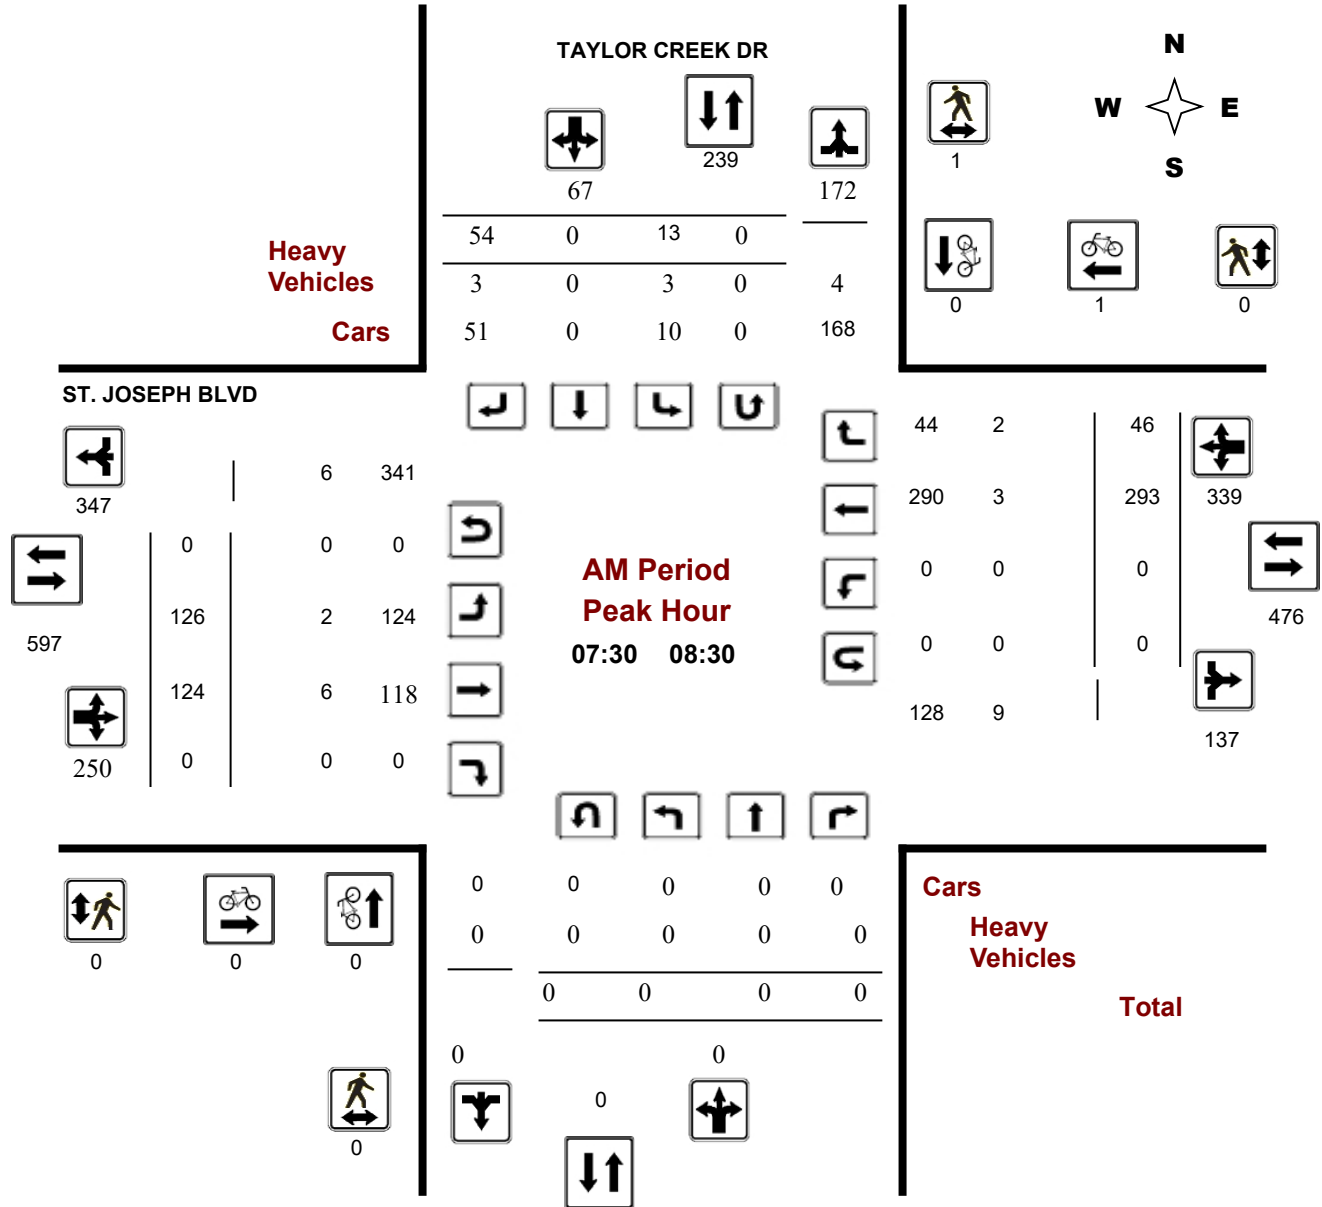 TAYLOR CREEK DR
N
W E
S
239
67
172
1
54 0 13 0
Heavy
Vehicles
3 0 3 0 4
0 1 0
Cars
51 0 10 0 168
ST. JOSEPH BLVD
44 2 46
6 341
347
290 3 293 339
0 0 0
AM Period
0 0 0
Peak Hour
126 2 124
476
597
07:30 08:30
0 0 0
124 6 118
128 9
137
250
0 0 0
0 0 0 0 0
Cars
Heavy
Vehicles
0 0 0 0 0
0 0 0
0 0 0 0
Total
0 0
0
0